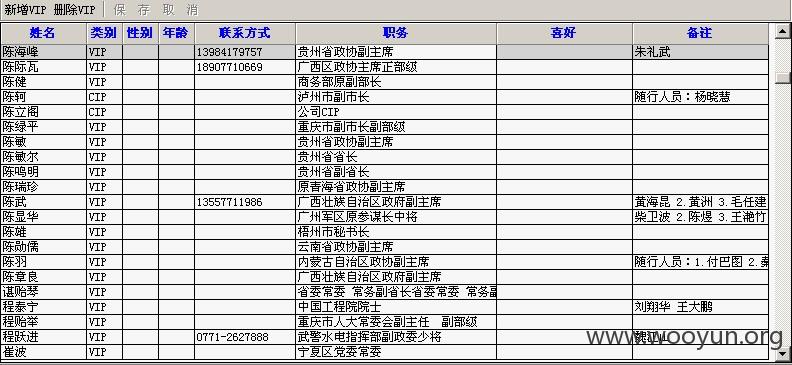 新增VIP 删除VIP 保存 取消
姓名 类别 性别 年龄 联系方式 职务 喜好 备注
陈海峰 VIP 13984179757 贵州省政协副主席 朱礼武
陈际瓦 VIP 18907710669 广西区政协主席正部级
陈健 VIP 商务部原副部长
陈轲 CIP 泸州市副市长 随行人员：杨晓慧
陈立阁 CIP 公司CIP
陈绿平 VIP 重庆市副市长副部级
陈敏 VIP 贵州省政协副主席
陈敏尔 VIP 贵州省省长
陈鸣明 VIP 贵州省副省长
陈瑞珍 VIP 原青海省政协副主席
陈武 VIP 13557711986 广西壮族自治区政府副主席 黄海昆 2.黄洲 3.毛任建
陈显华 VIP 广州军区原参谋长中将 柴卫波 2.陈煜 3.王滟竹
陈雄 VIP 梧州市秘书长
陈勋儒 VIP 云南省政协副主席
陈羽 VIP 内蒙古自治区政府副主席 随行人员：1.付巴图 2.
陈章良 VIP 广西壮族自治区政府副主席
谌贻琴 VIP 省委常委 常务副省长省委常委 常务副
程泰宁 VIP 中国工程院院士 刘翔华 王大鹏
程贻举 VIP 重庆市人大常委会副主任 副部级
程跃进 VIP 0771-2627888 武警水电指挥部副政委少将
崔波 VIP 宁夏区党委常委
www.wooyun.org